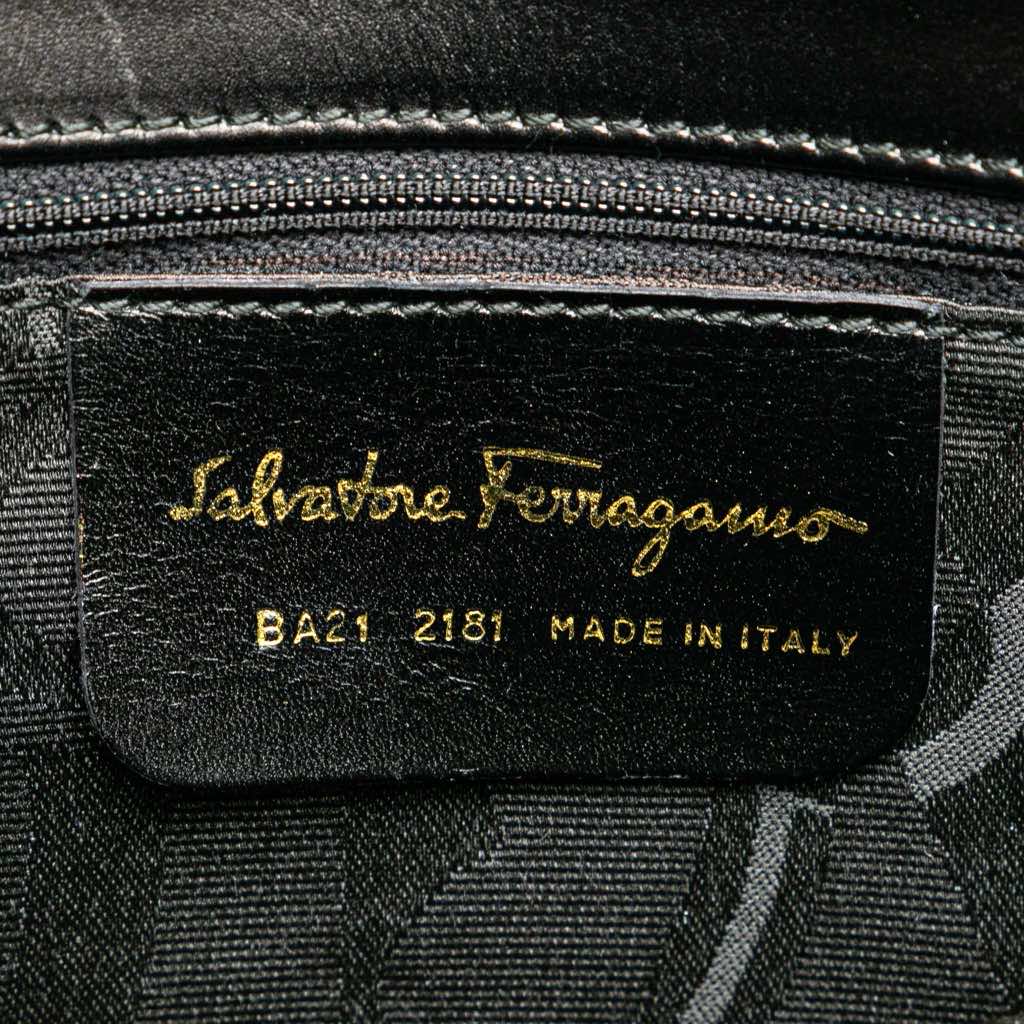 Salvatore Ferragamo
BA21 2181 MADE IN ITALY